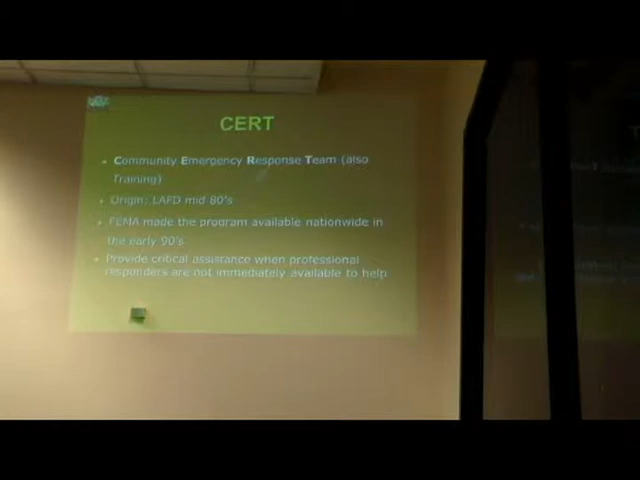 CERT
Community Emergency Response Team (also
Training)
Origin: LAFD mid 80's
FEMA made the program available nationwide in
the early 90's
Provide critical assistance when professional
responders are not immediately available to help